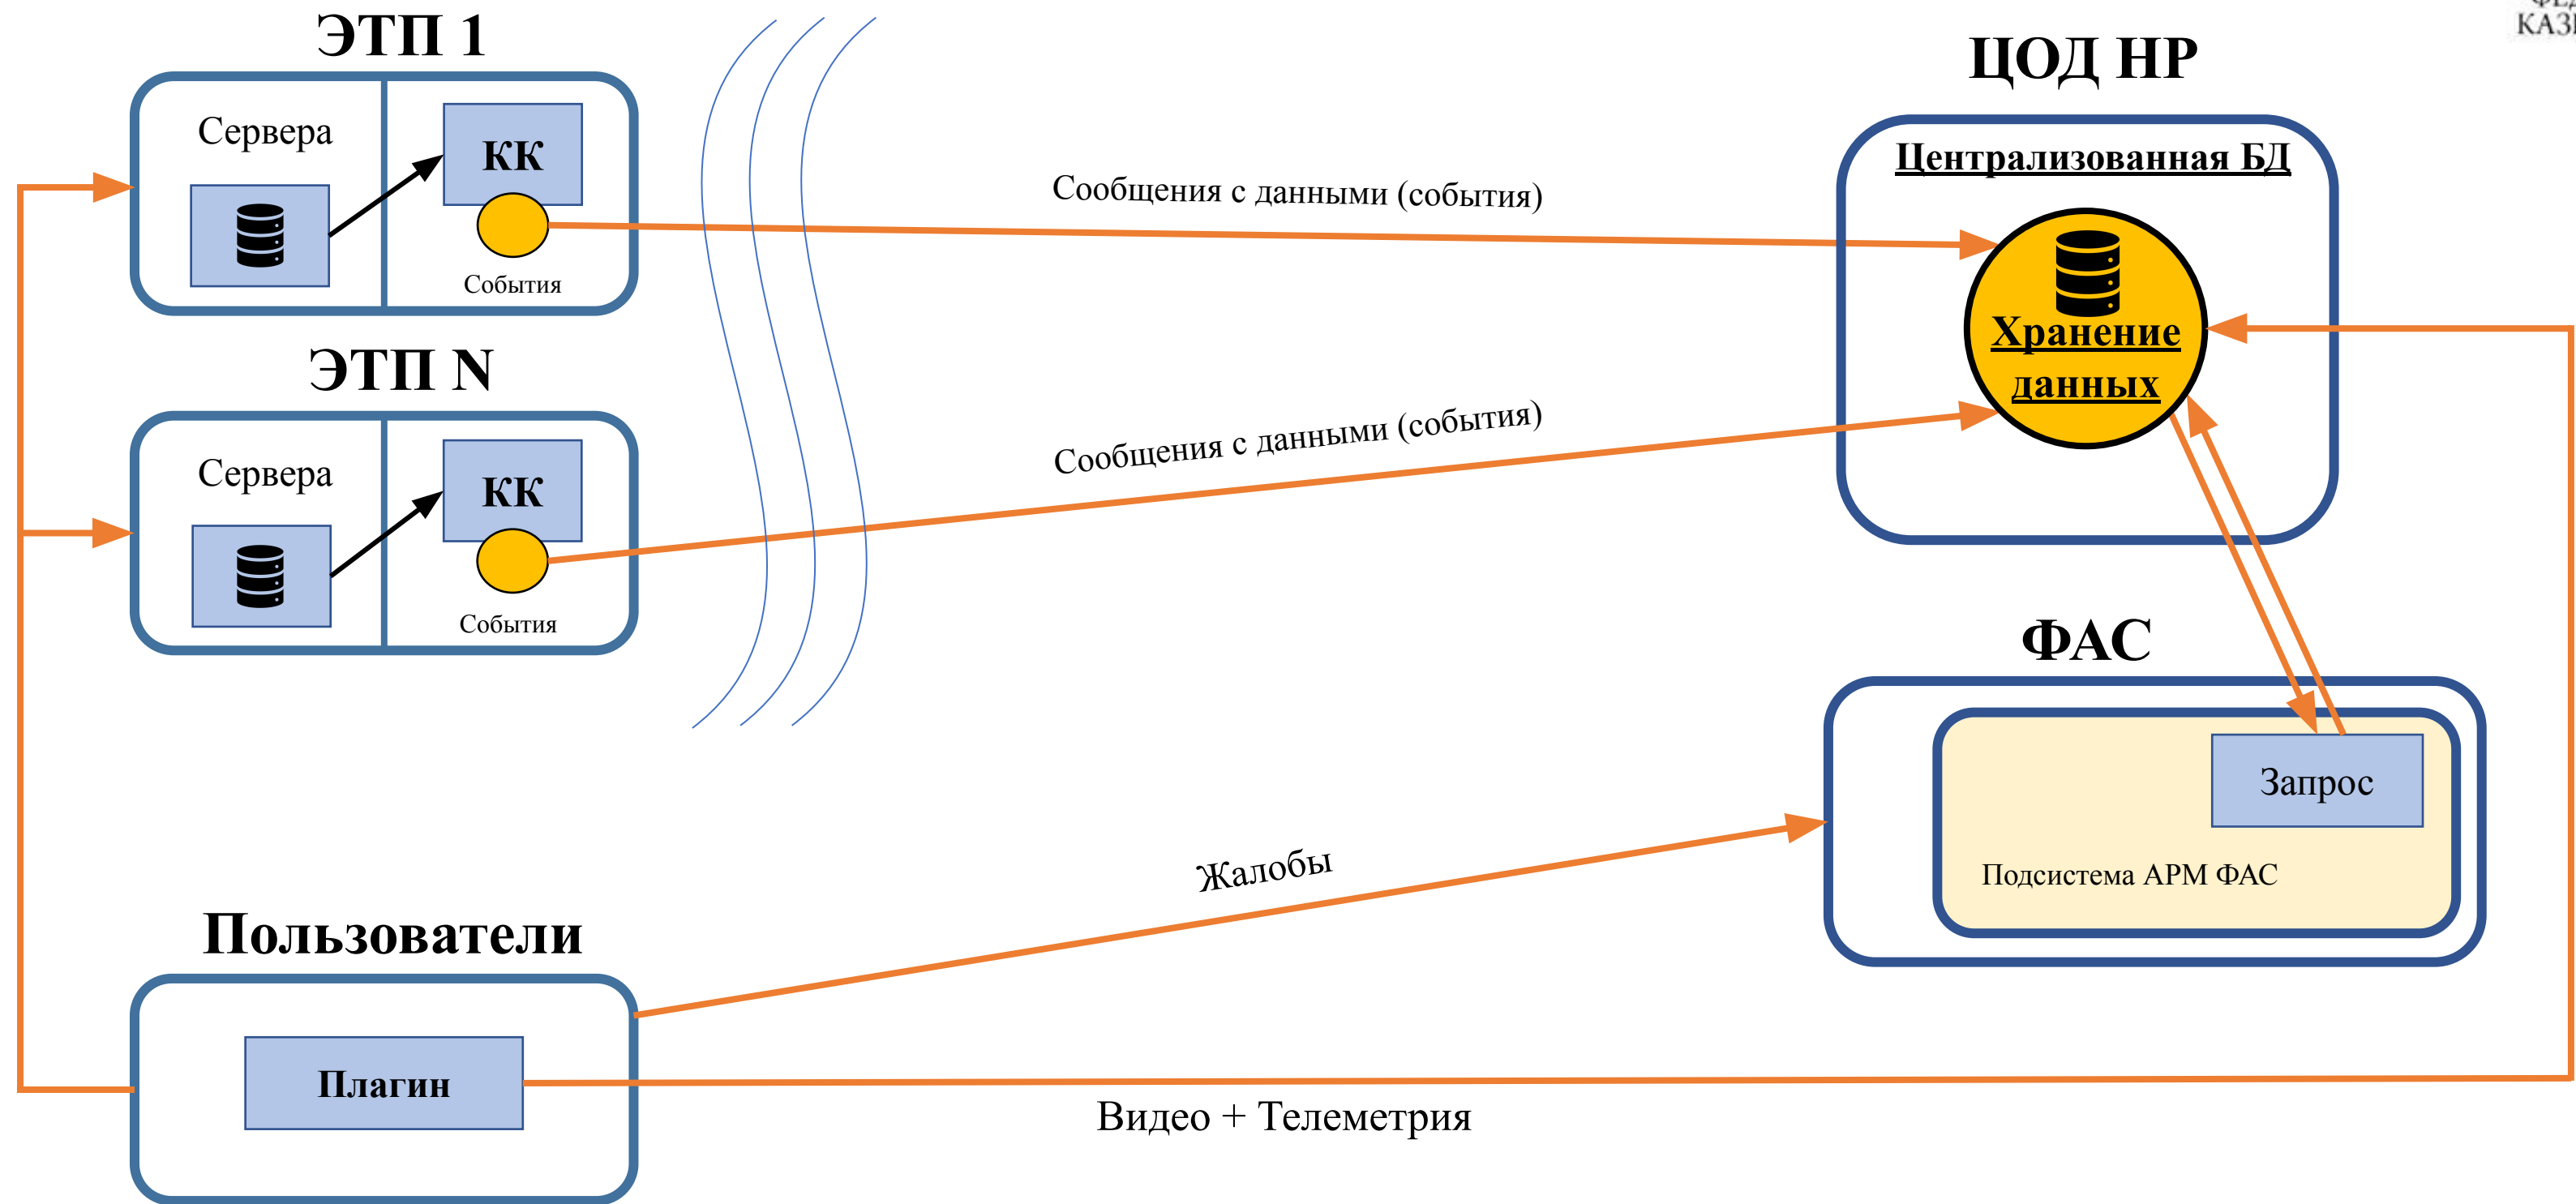 ЭТП 1
Сервера
КК
События
ЭТП N
Сервера
КК
События
Сообщения с данными (события)
Сообщения с данными (события)
ЦОД НР
Централизованная БД
Хранение
данных
ФАС
Запрос
Подсистема АРМ ФАС
Жалобы
Пользователи
Плагин
Видео + Телеметрия